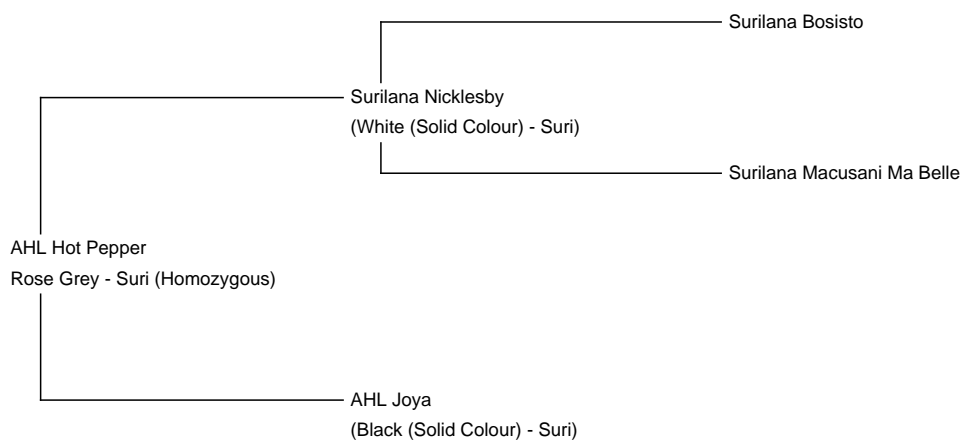 Surilana Bosisto
Surilana Nicklesby
(White (Solid Colour) - Suri)
Surilana Macusani Ma Belle
AHL Hot Pepper
Rose Grey - Suri (Homozygous)
AHL Joya
(Black (Solid Colour) - Suri)